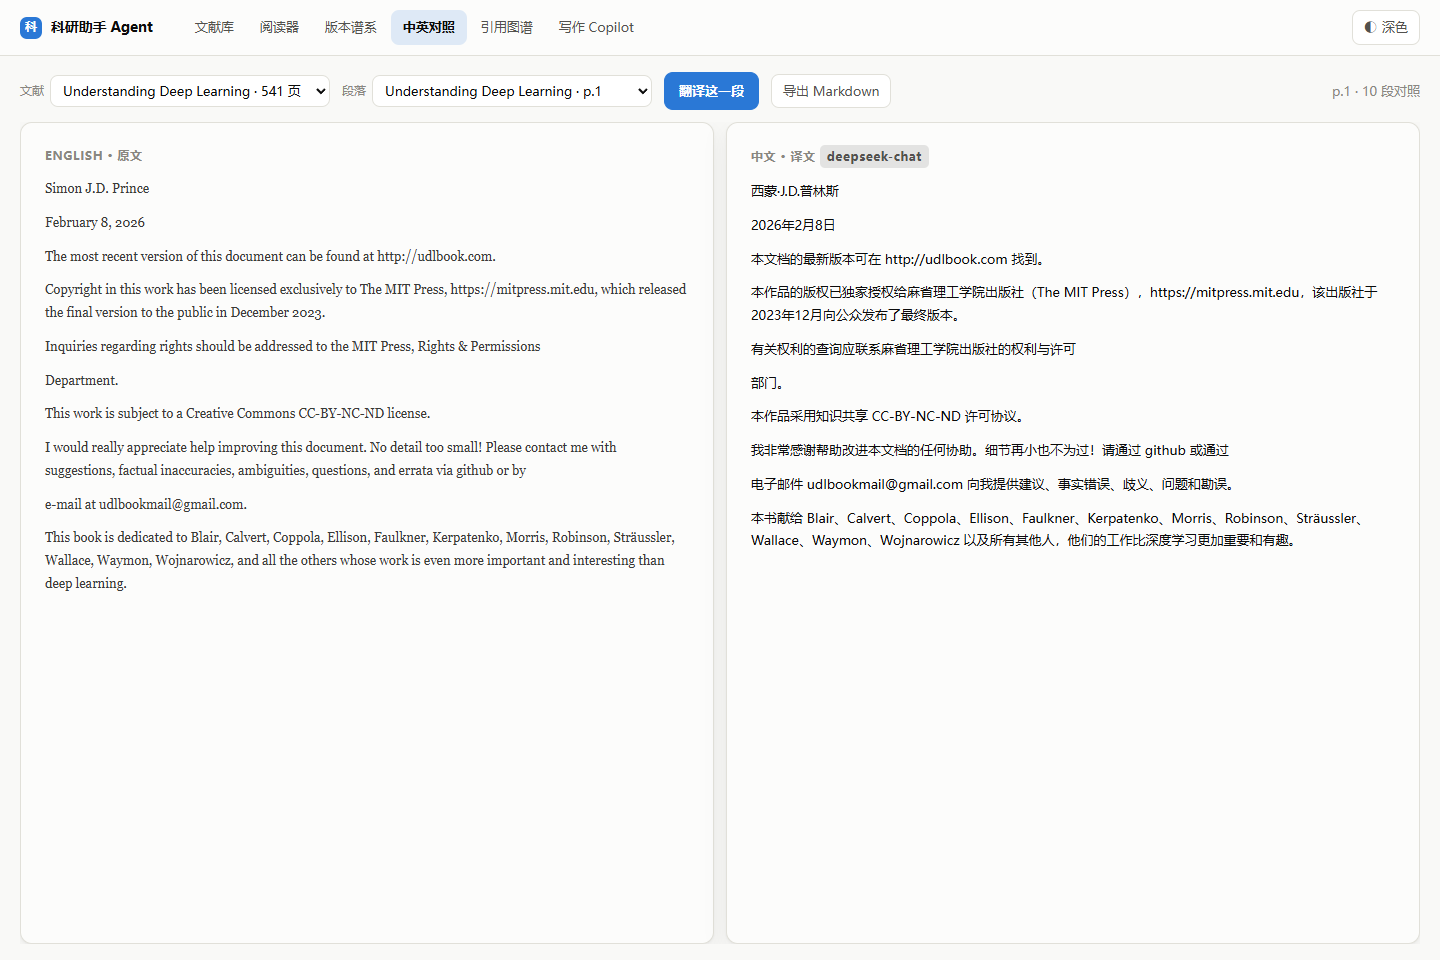 科 科研助手 Agent 文献库 阅读器 版本谱系 中英对照 引用图谱 写作 Copilot 深色
文献 Understanding Deep Learning · 541 页 段落 Understanding Deep Learning · p.1 翻译这一段 导出 Markdown p.1 · 10 段对照
ENGLISH • 原文
Simon J.D. Prince
February 8, 2026
The most recent version of this document can be found at http://udlbook.com.
Copyright in this work has been licensed exclusively to The MIT Press, https://mitpress.mit.edu, which released
the final version to the public in December 2023.
Inquiries regarding rights should be addressed to the MIT Press, Rights & Permissions
Department.
This work is subject to a Creative Commons CC-BY-NC-ND license.
I would really appreciate help improving this document. No detail too small! Please contact me with
suggestions, factual inaccuracies, ambiguities, questions, and errata via github or by
e-mail at udlbookmail@gmail.com.
This book is dedicated to Blair, Calvert, Coppola, Ellison, Faulkner, Kerpatenko, Morris, Robinson, Sträussler,
Wallace, Waymon, Wojnarowicz, and all the others whose work is even more important and interesting than
deep learning.
中文 • 译文 deepseek-chat
西蒙·J.D.普林斯
2026年2月8日
本文档的最新版本可在 http://udlbook.com 找到。
本作品的版权已独家授权给麻省理工学院出版社（The MIT Press），https://mitpress.mit.edu，该出版社于
2023年12月向公众发布了最终版本。
有关权利的查询应联系麻省理工学院出版社的权利与许可
部门。
本作品采用知识共享 CC-BY-NC-ND 许可协议。
我非常感谢帮助改进本文档的任何协助。细节再小也不为过！请通过 github 或通过
电子邮件 udlbookmail@gmail.com 向我提供建议、事实错误、歧义、问题和勘误。
本书献给 Blair、Calvert、Coppola、Ellison、Faulkner、Kerpatenko、Morris、Robinson、Sträussler、
Wallace、Waymon、Wojnarowicz 以及所有其他人，他们的工作比深度学习更加重要和有趣。